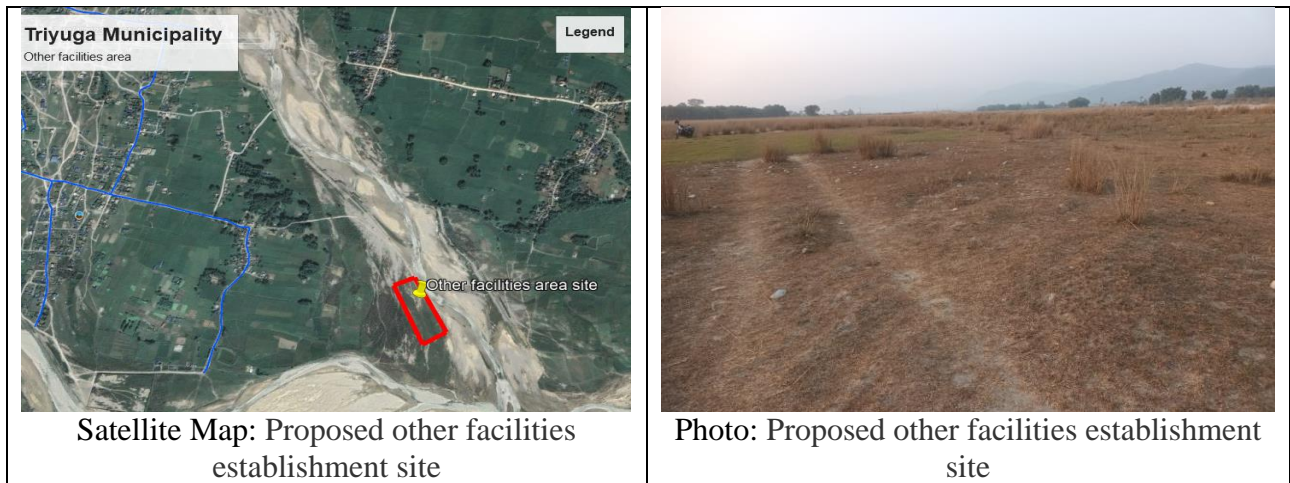 Triyuga Municipality
Other facilities area
Legend
Other facilities area site
Satellite Map: Proposed other facilities
establishment site
Photo: Proposed other facilities establishment
site